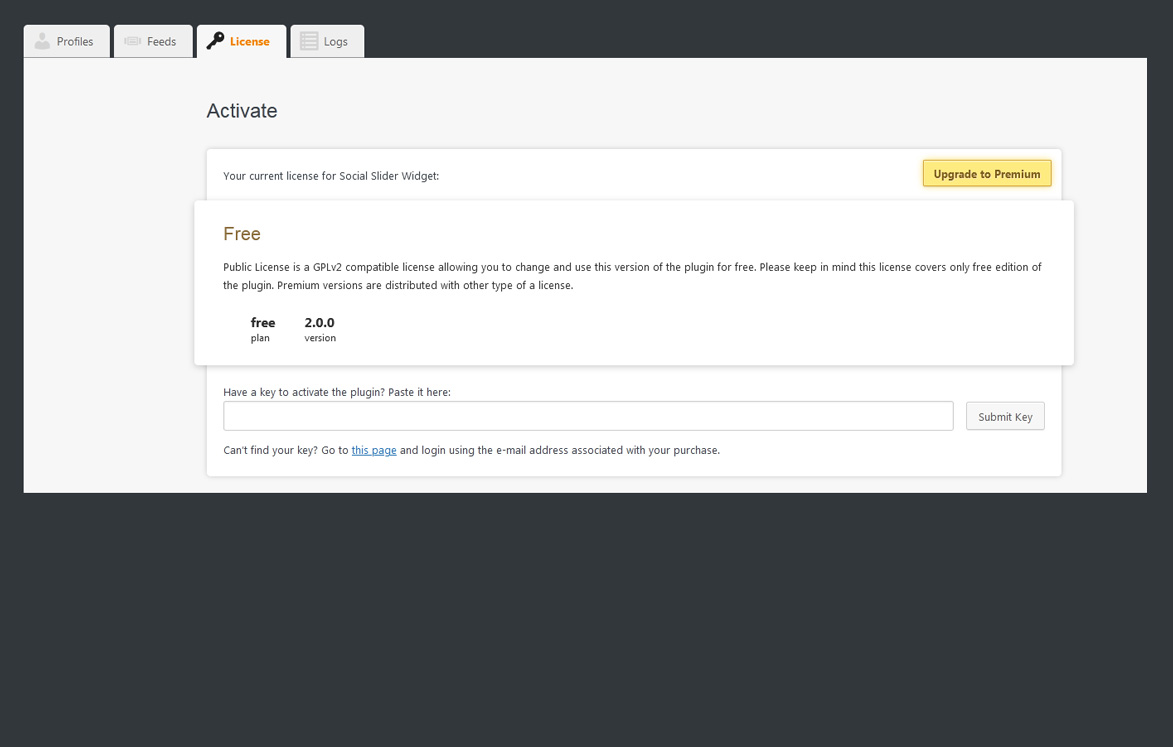 Profiles
Feeds
License
Logs
Activate
Your current license for Social Slider Widget:
Upgrade to Premium
Free
Public License is a GPLv2 compatible license allowing you to change and use this version of the plugin for free. Please keep in mind this license covers only free edition of
the plugin. Premium versions are distributed with other type of a license.
free
2.0.0
plan
version
Have a key to activate the plugin? Paste it here:
Submit Key
Can't find your key? Go to this page and login using the e-mail address associated with your purchase.